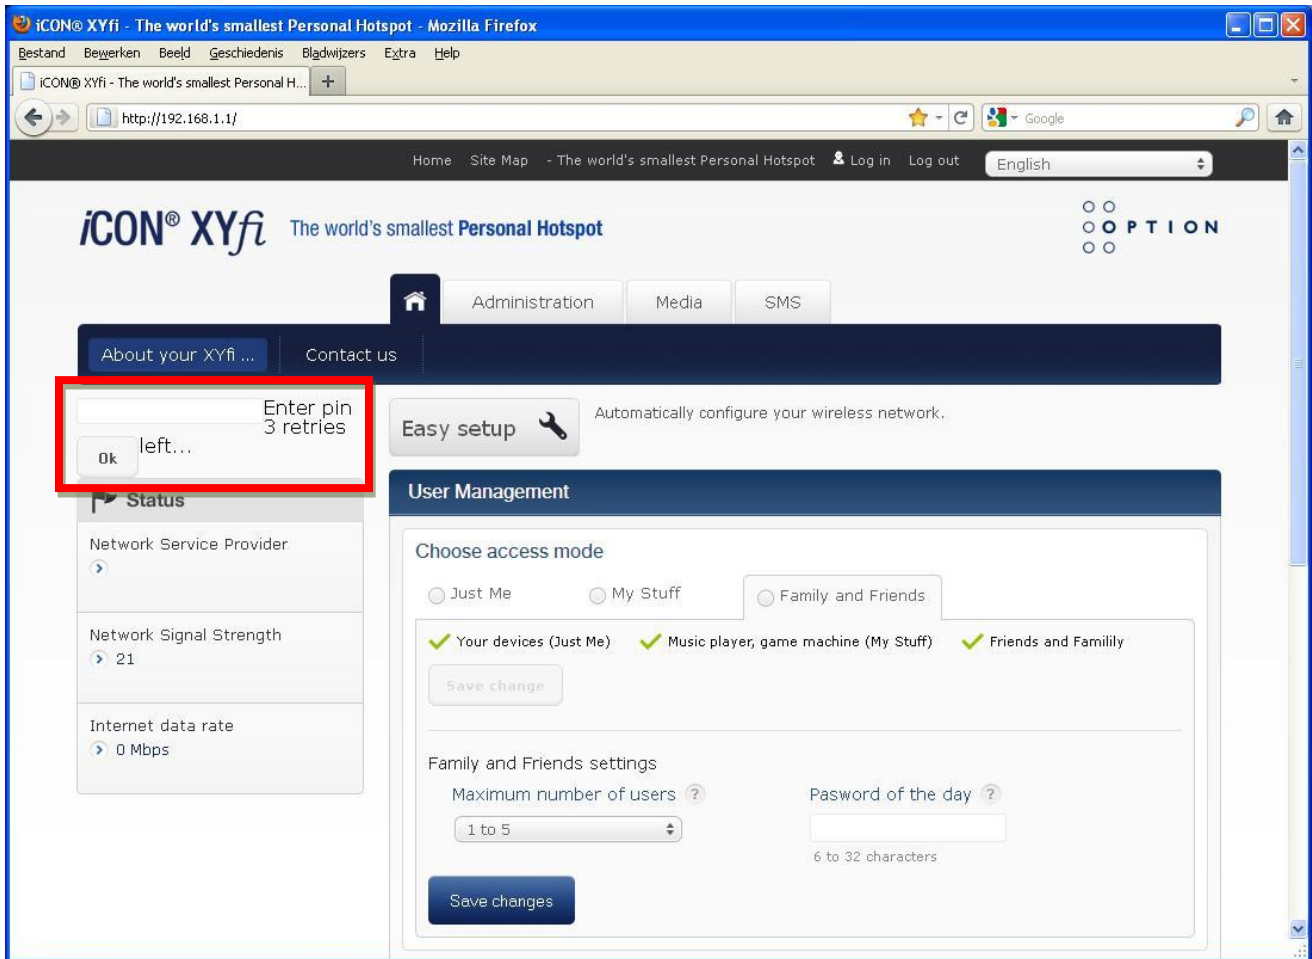 iCON® XYfi - The world's smallest Personal Hotspot - Mozilla Firefox
Bestand Bewerken Beeld Geschiedenis Bladwijzers Extra Help
iCON® XYfi - The world's smallest Personal H... +
http://192.168.1.1/ Google
Home Site Map - The world's smallest Personal Hotspot Log in Log out English
iCON® XYfi The world's smallest Personal Hotspot OPTION
Administration Media SMS
About your XYfi ... Contact us
Enter pin
3 retries
left...
Ok
Easy setup Automatically configure your wireless network.
Status
Network Service Provider
Network Signal Strength
21
Internet data rate
0 Mbps
User Management
Choose access mode
Just Me My Stuff Family and Friends
Your devices (Just Me) Music player, game machine (My Stuff) Friends and Familily
Save change
Family and Friends settings
Maximum number of users ? Pasword of the day ?
1 to 5
6 to 32 characters
Save changes